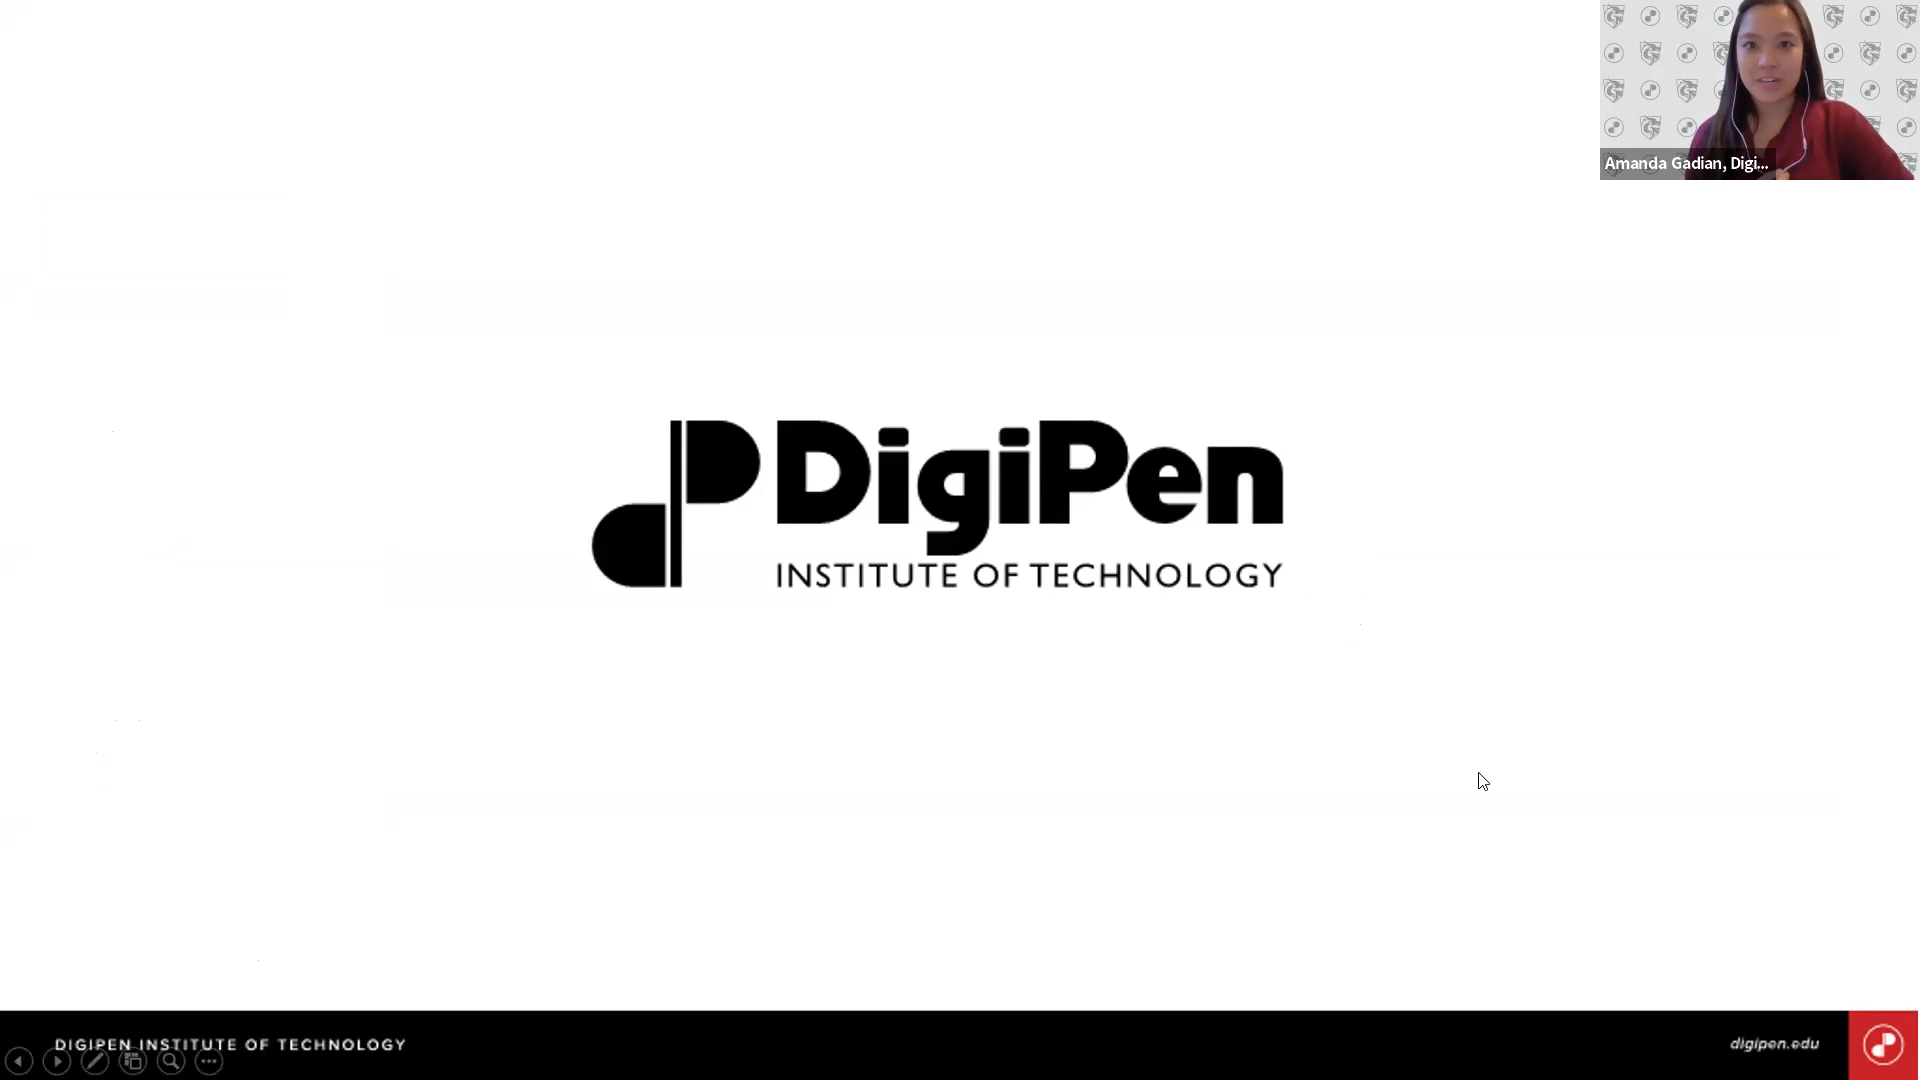 Amanda Gadian, Digi...
DigiPen
INSTITUTE OF TECHNOLOGY
DIGIPEN INSTITUTE OF TECHNOLOGY
digipen.edu